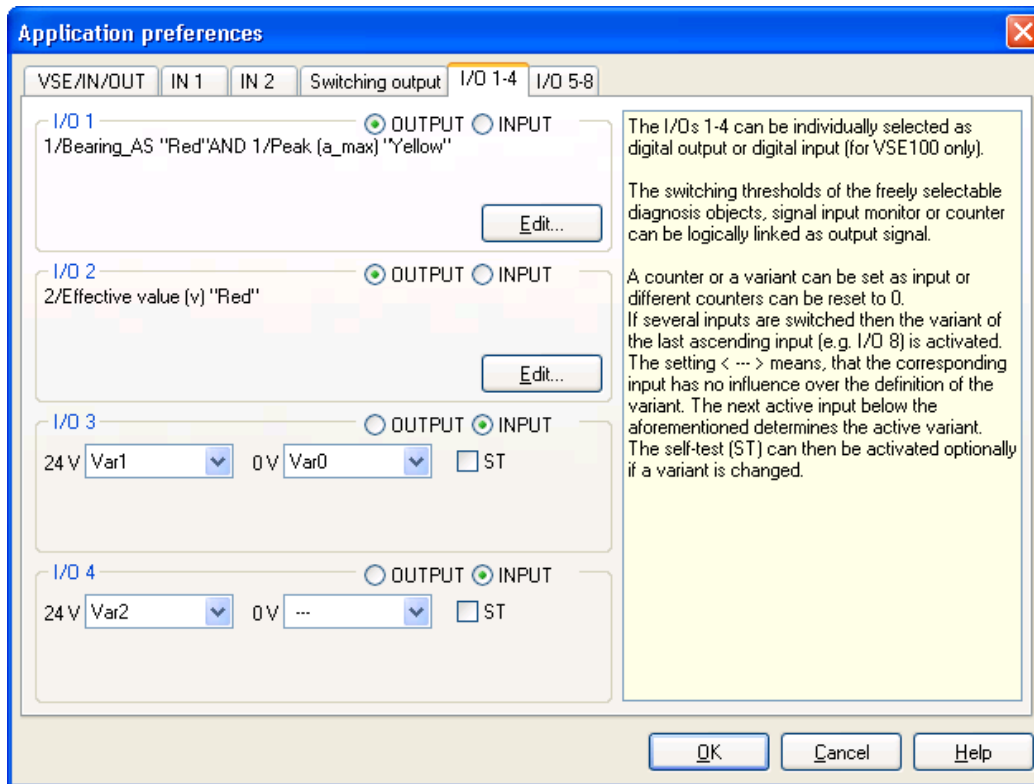 Application preferences
VSE/IN/OUT IN 1 IN 2 Switching output I/O 1-4 I/O 5-8
I/O 1 OUTPUT INPUT
1/Bearing_AS "Red"AND 1/Peak (a_max) "Yellow"
Edit...
I/O 2 OUTPUT INPUT
2/Effective value (v) "Red"
Edit...
I/O 3 OUTPUT INPUT
24 V Var1 0 V Var0 ST
I/O 4 OUTPUT INPUT
24 V Var2 0 V --- ST
The I/Os 1-4 can be individually selected as
digital output or digital input (for VSE100 only).
The switching thresholds of the freely selectable
diagnosis objects, signal input monitor or counter
can be logically linked as output signal.
A counter or a variant can be set as input or
different counters can be reset to 0.
If several inputs are switched then the variant of
the last ascending input (e.g. I/O 8) is activated.
The setting < --- > means, that the corresponding
input has no influence over the definition of the
variant. The next active input below the
aforementioned determines the active variant.
The self-test (ST) can then be activated optionally
if a variant is changed.
OK Cancel Help